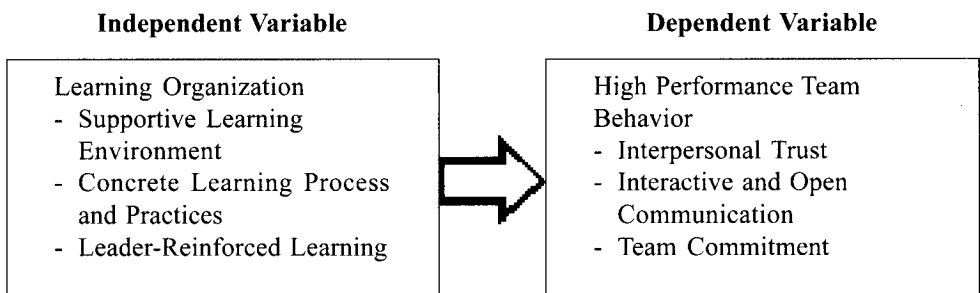 Independent Variable
Dependent Variable
Learning Organization
- Supportive Learning
Environment
- Concrete Learning Process
and Practices
- Leader-Reinforced Learning
High Performance Team
Behavior
- Interpersonal Trust
- Interactive and Open
Communication
- Team Commitment